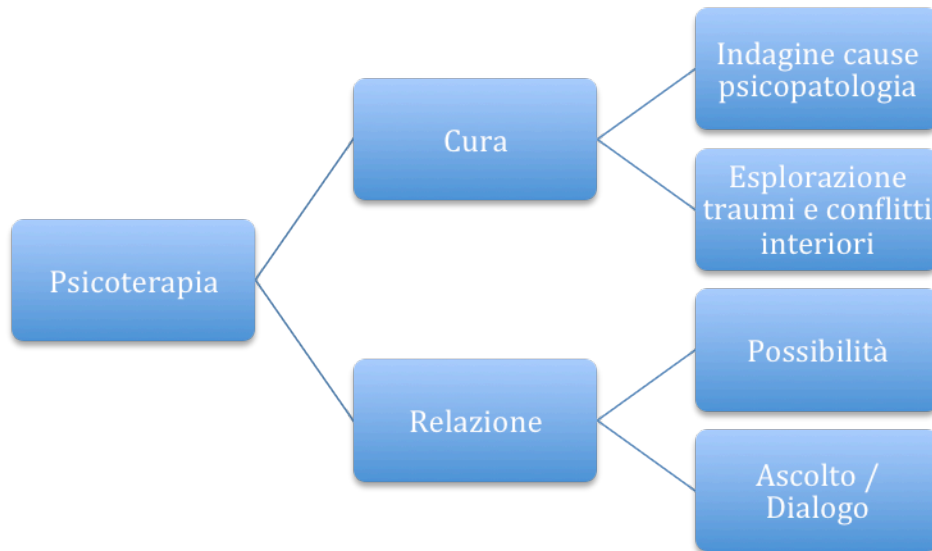 Psicoterapia
Cura
Indagine cause
psicopatologia
Esplorazione
traumi e conflitti
interiori
Relazione
Possibilità
Ascolto /
Dialogo